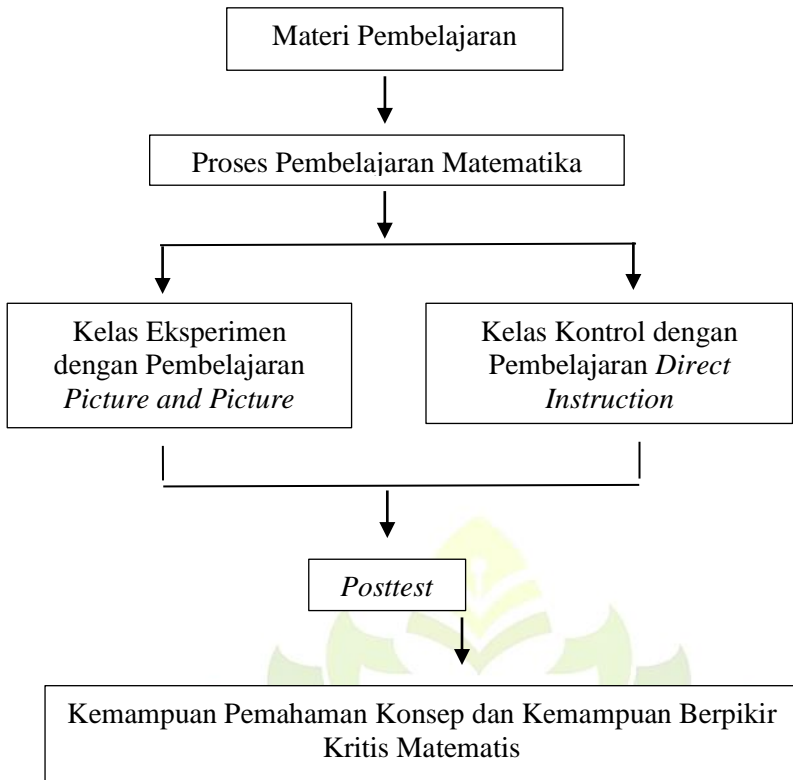 Materi Pembelajaran
Proses Pembelajaran Matematika
Kelas Eksperimen
dengan Pembelajaran
Picture and Picture
Kelas Kontrol dengan
Pembelajaran Direct
Instruction
Posttest
Kemampuan Pemahaman Konsep dan Kemampuan Berpikir
Kritis Matematis